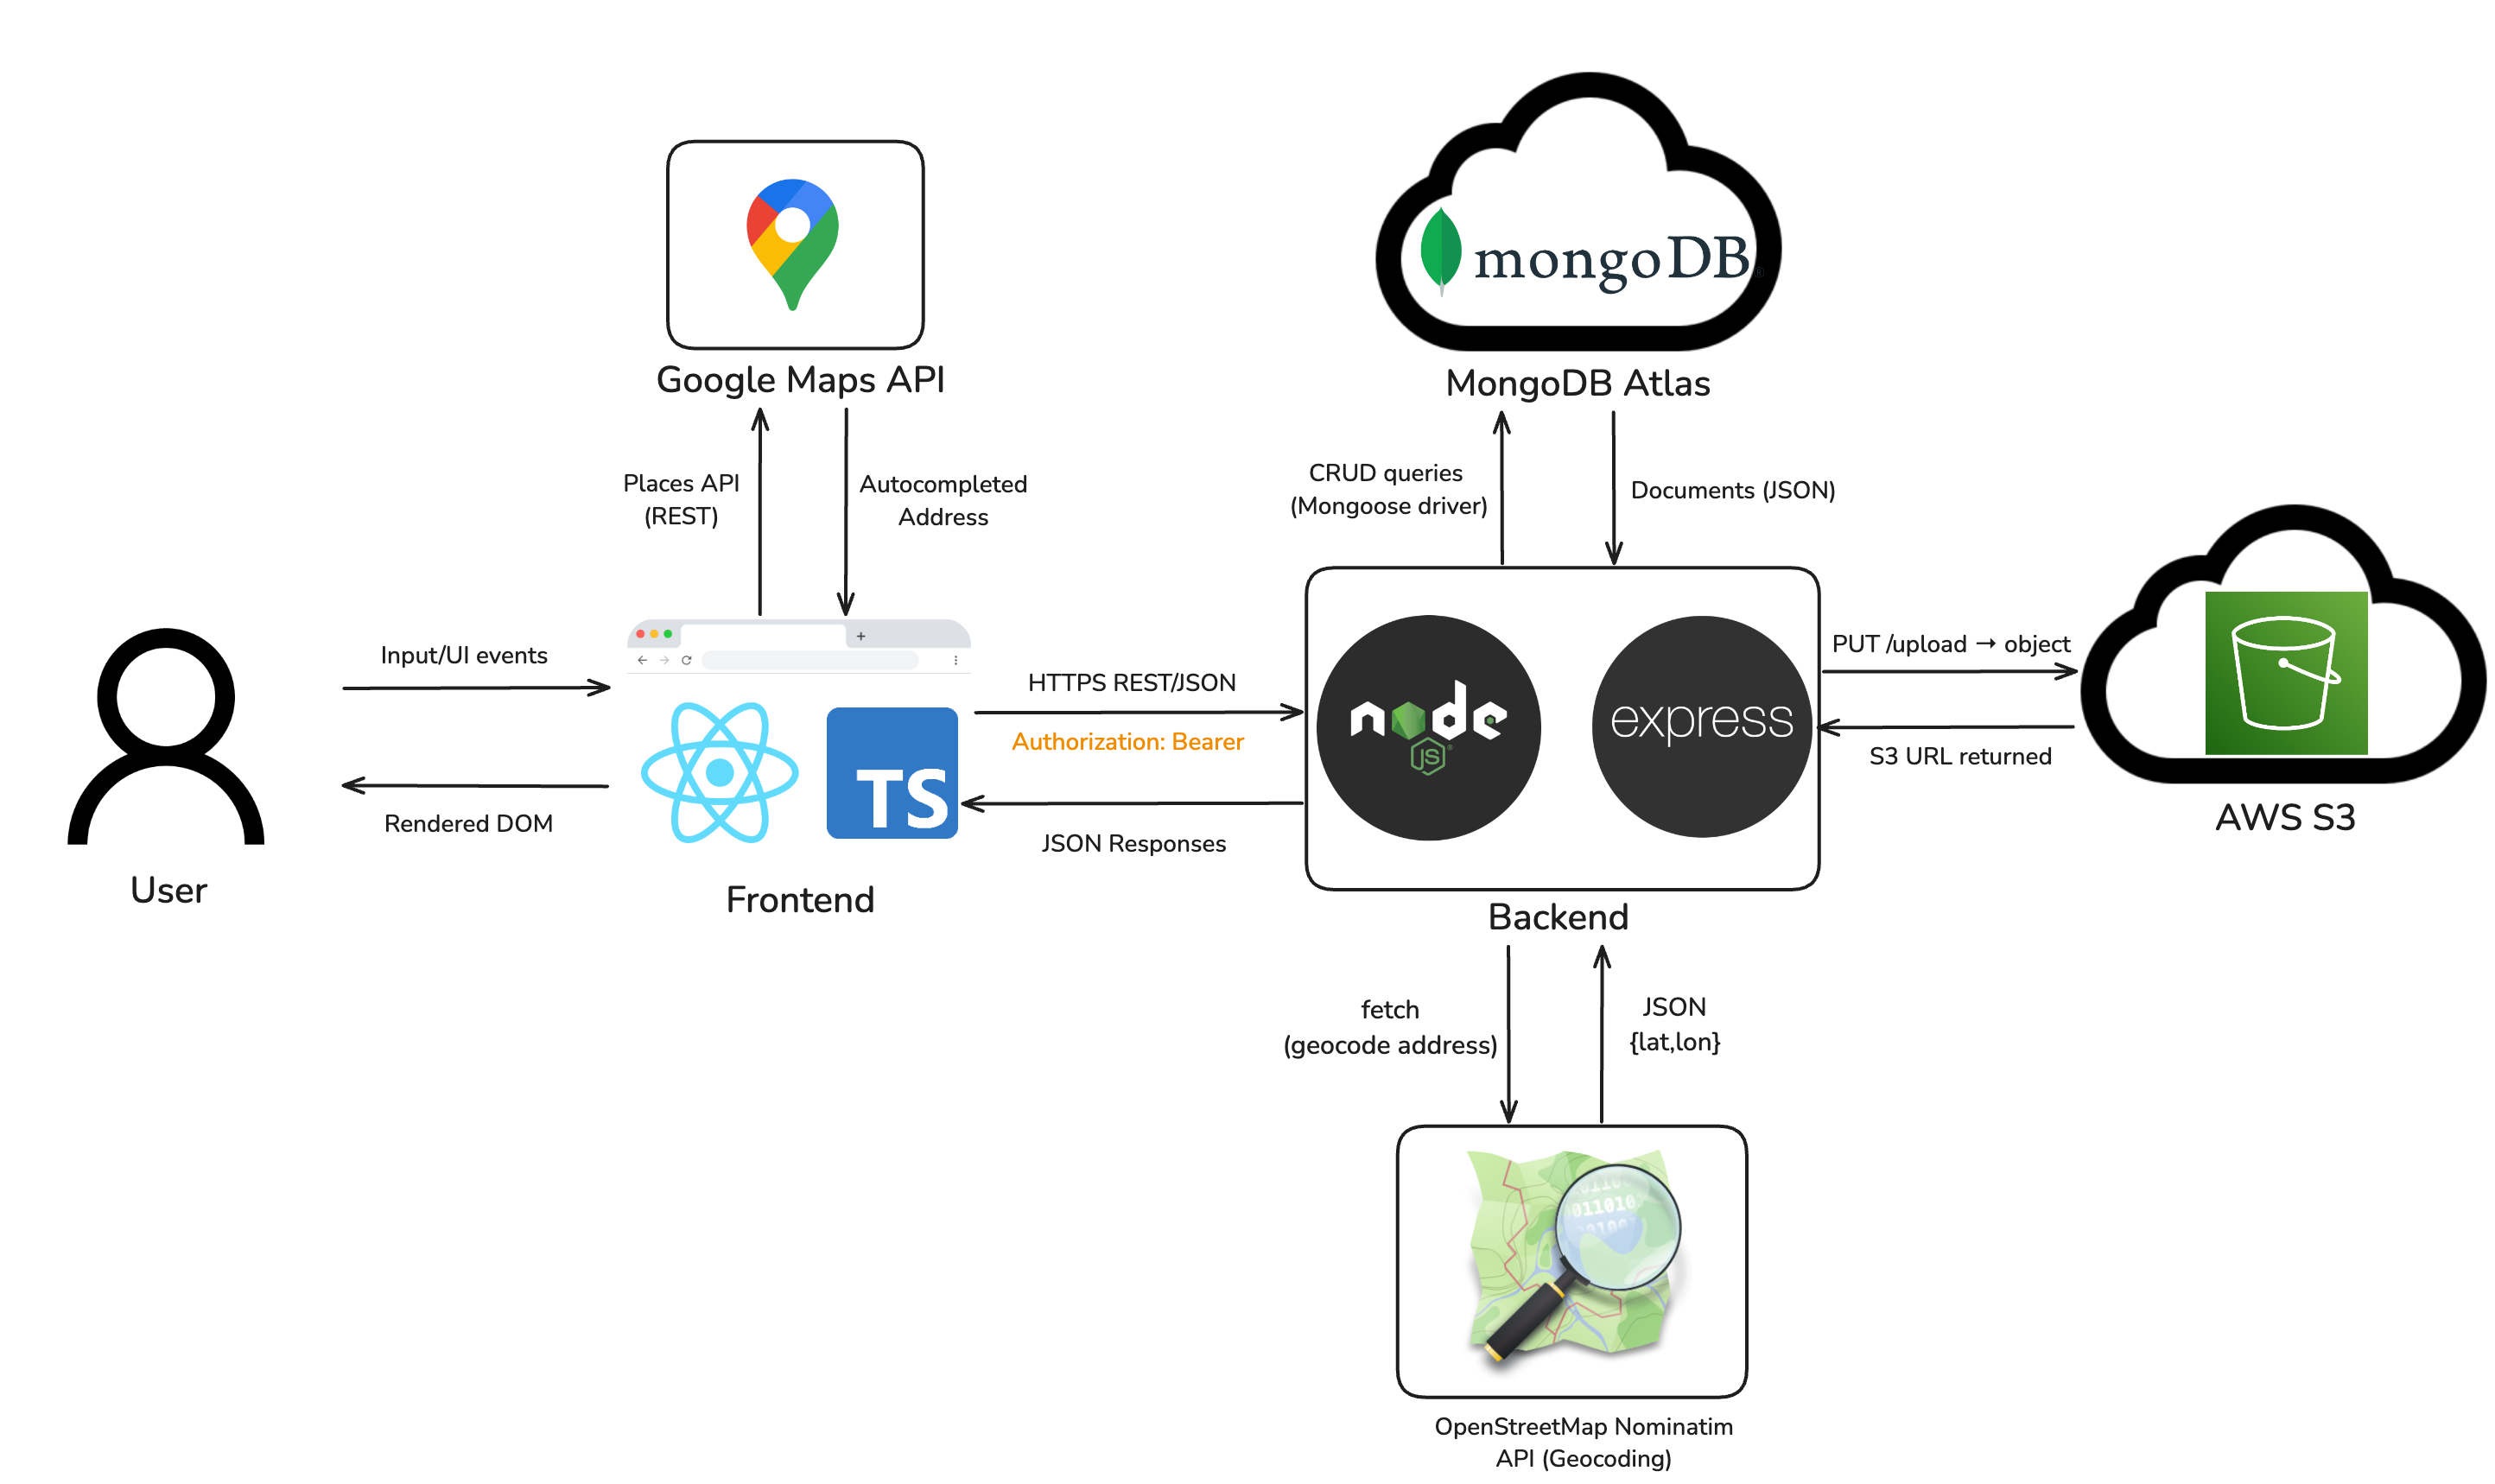 mongoDB
Google Maps API
MongoDB Atlas
Places API
(REST)
Autocompleted
Address
CRUD queries
(Mongoose driver)
Documents (JSON)
Input/UI events
Rendered DOM
User
TS
Frontend
HTTPS REST/JSON
Authorization: Bearer
JSON Responses
node
JS
express
Backend
PUT /upload → object
S3 URL returned
AWS S3
fetch
(geocode address)
JSON
{lat,lon}
011010
OpenStreetMap Nominatim
API (Geocoding)